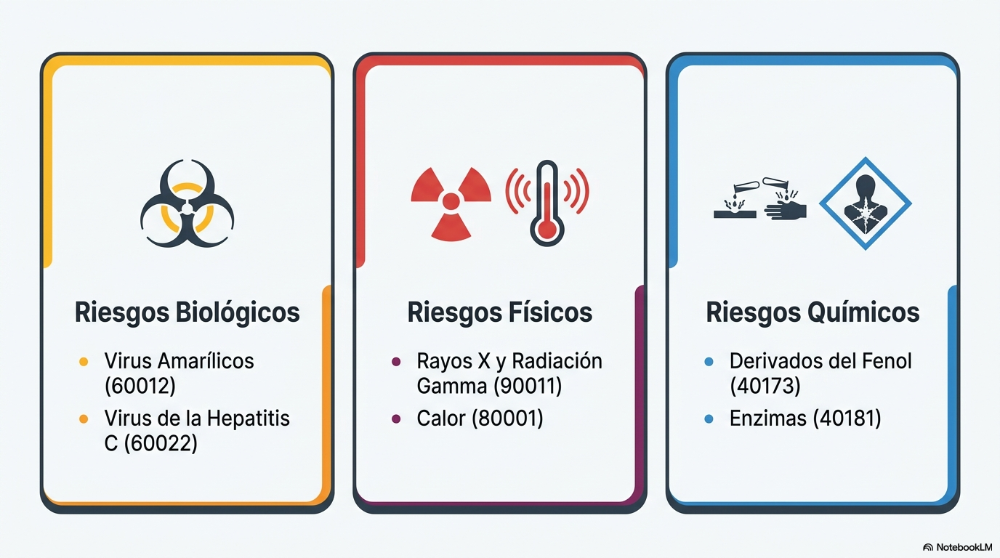 Riesgos Biológicos
• Virus Amarílicos
(60012)
• Virus de la Hepatitis
C (60022)
Riesgos Físicos
• Rayos X y Radiación
Gamma (90011)
• Calor (80001)
Riesgos Químicos
• Derivados del Fenol
(40173)
• Enzimas (40181)
NotebookLM